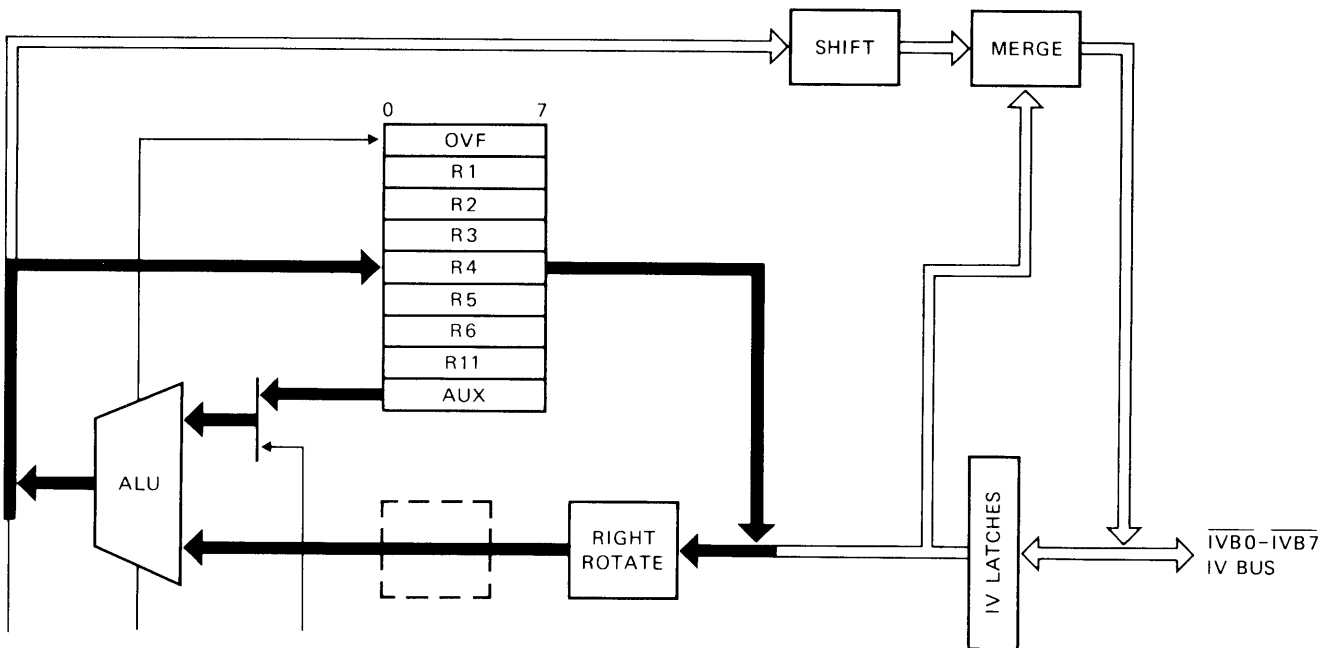 SHIFT
MERGE
0 7
OVF
R1
R2
R3
R4
R5
R6
R11
AUX
ALU
RIGHT
ROTATE
IV LATCHES
IVB0-IVB7
IV BUS